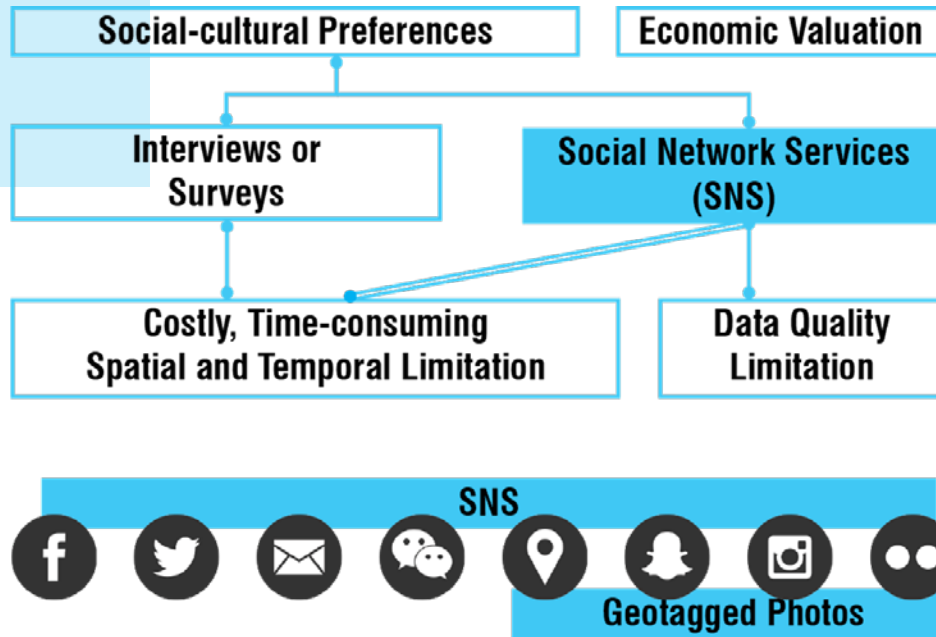 Social-cultural Preferences
Economic Valuation
Interviews or
Surveys
Social Network Services
(SNS)
Costly, Time-consuming
Spatial and Temporal Limitation
Data Quality
Limitation
SNS
f
Geotagged Photos